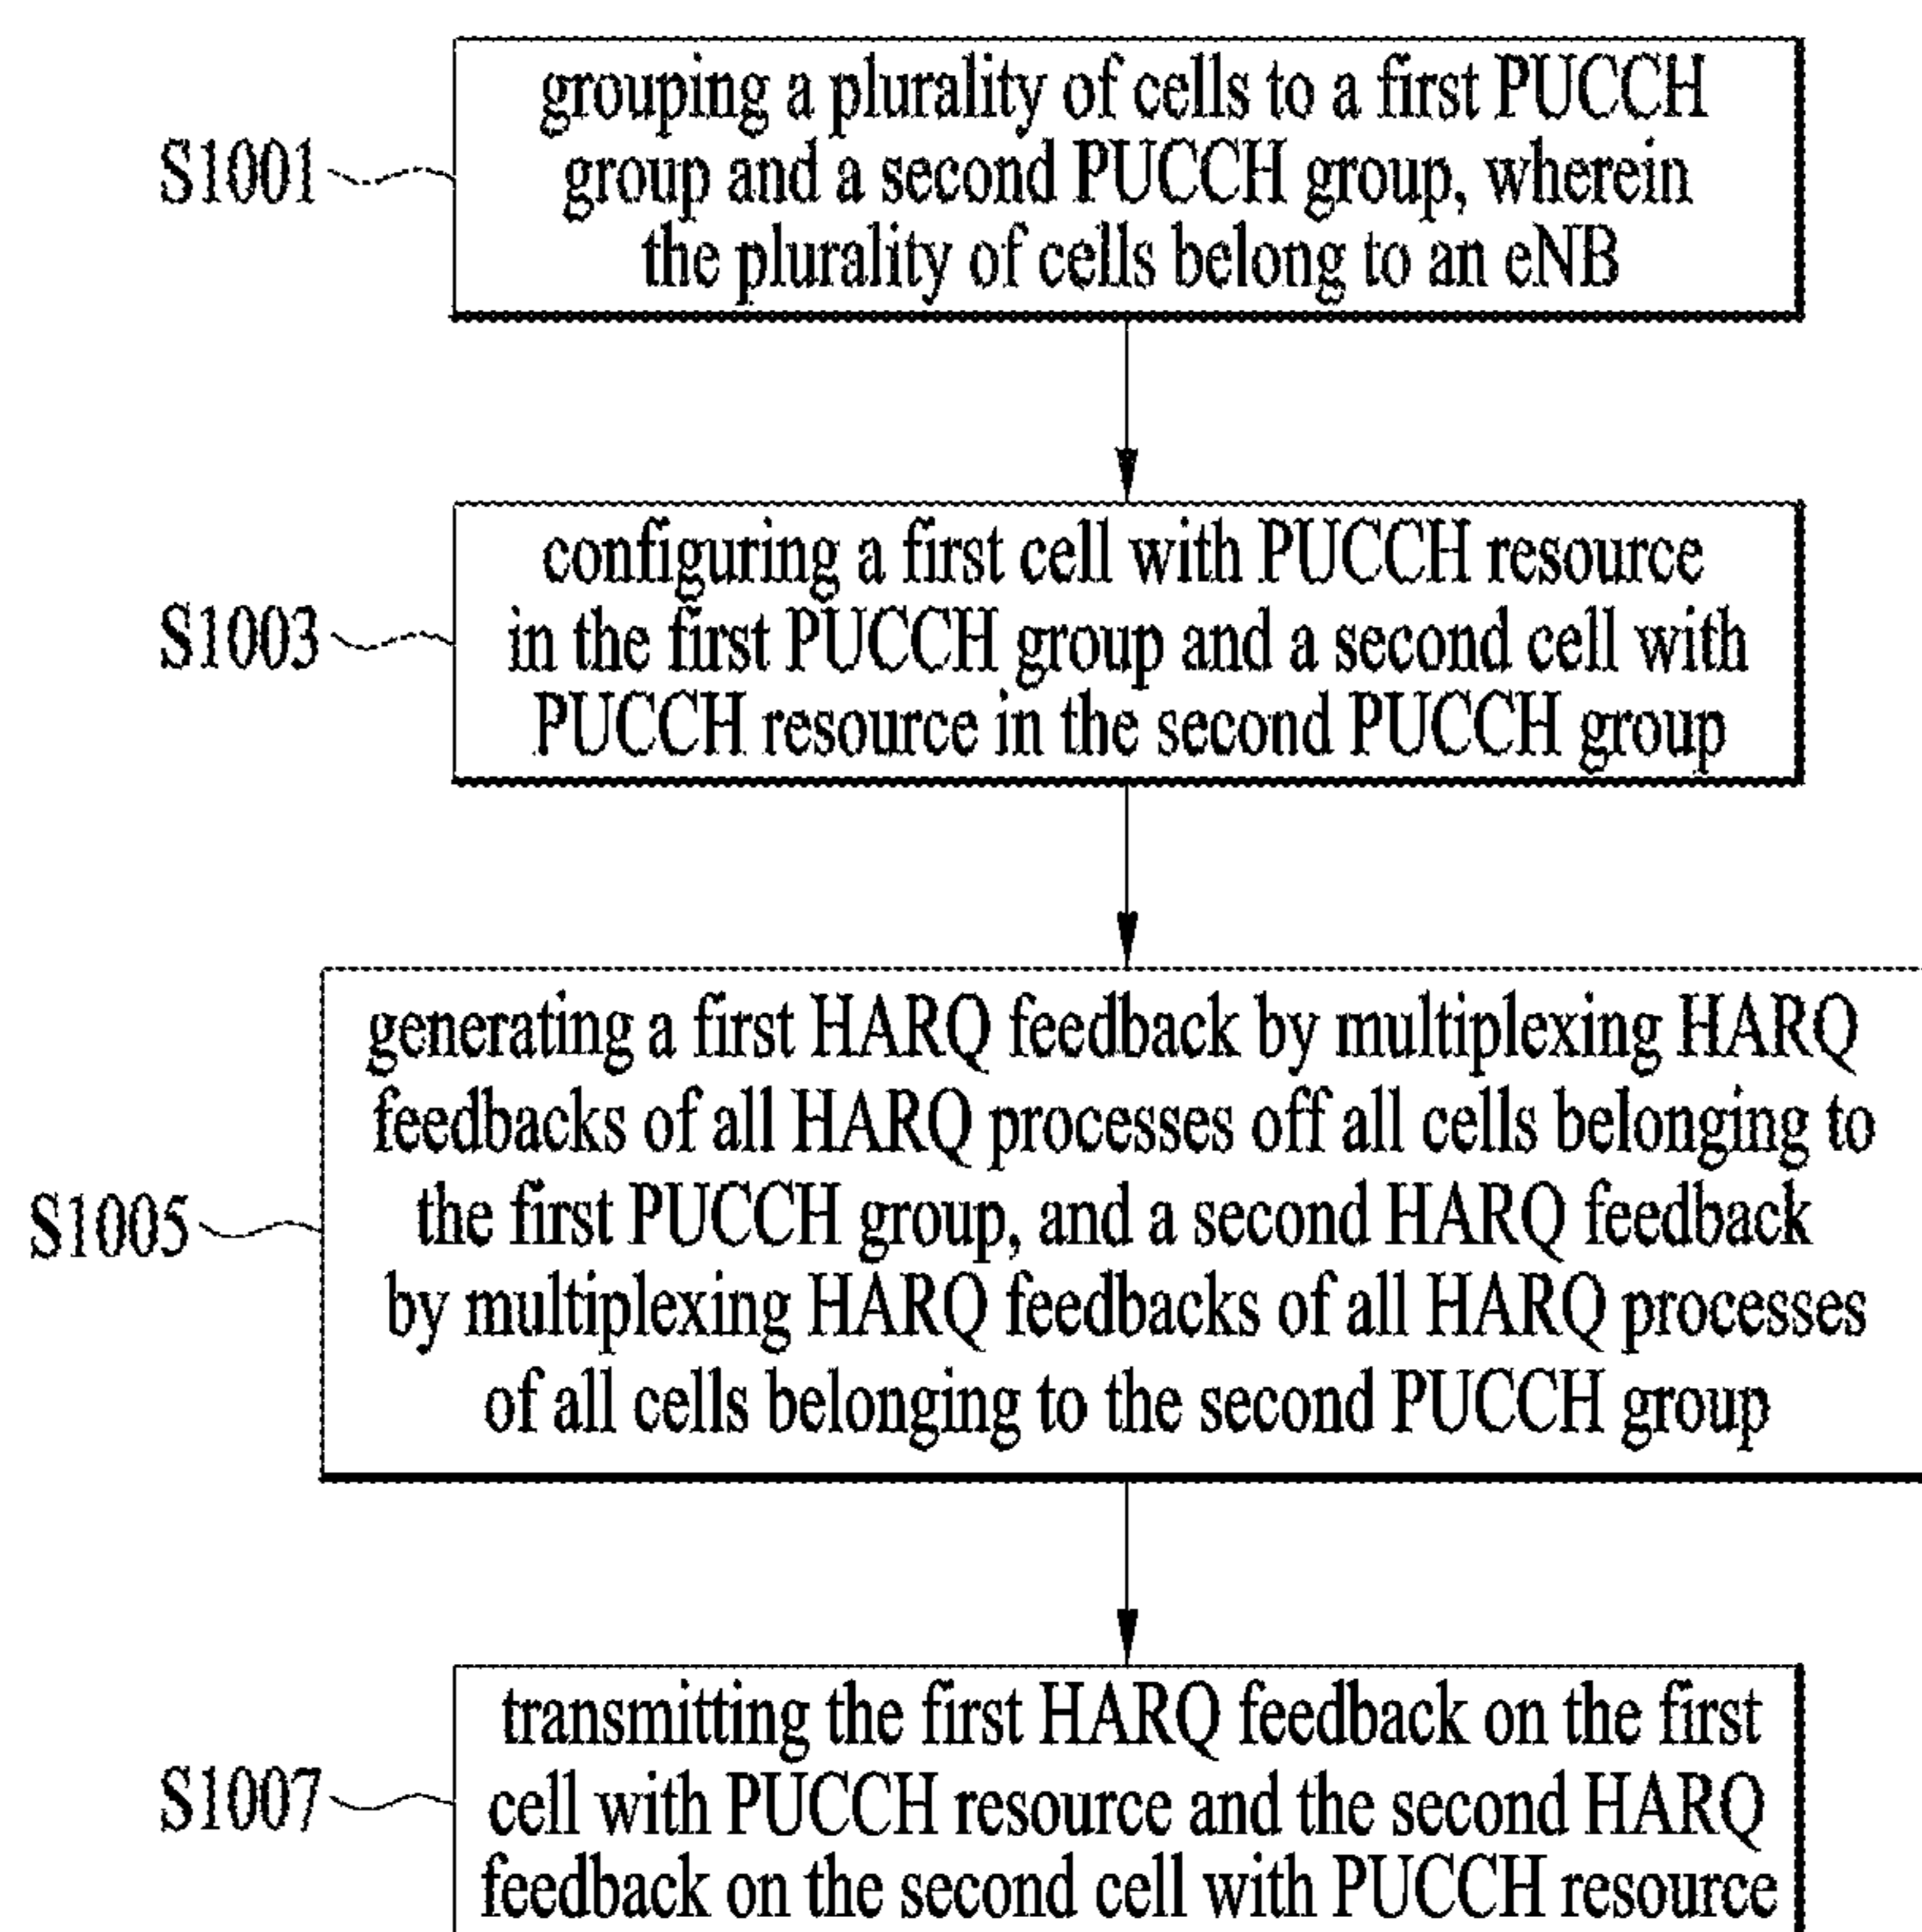 grouping a plurality of cells to a first PUCCH
S1001
group and a second PUCCH group, wherein
the plurality of cells belong to an eNB
configuring a first cell with PUCCH resource
S1003
in the first PUCCH group and a second cell with
PUCCH resource in the second PUCCH group
generating a first HARQ feedback by multiplexing HARQ
feedbacks of all HARQ processes off all cells belonging to
S1005
the first PUCCH group, and a second HARQ feedback
by multiplexing HARQ feedbacks of all HARQ processes
of all cells belonging to the second PUCCH group
transmitting the first HARQ feedback on the first
S1007
cell with PUCCH resource and the second HARQ
feedback on the second cell with PUCCH resource